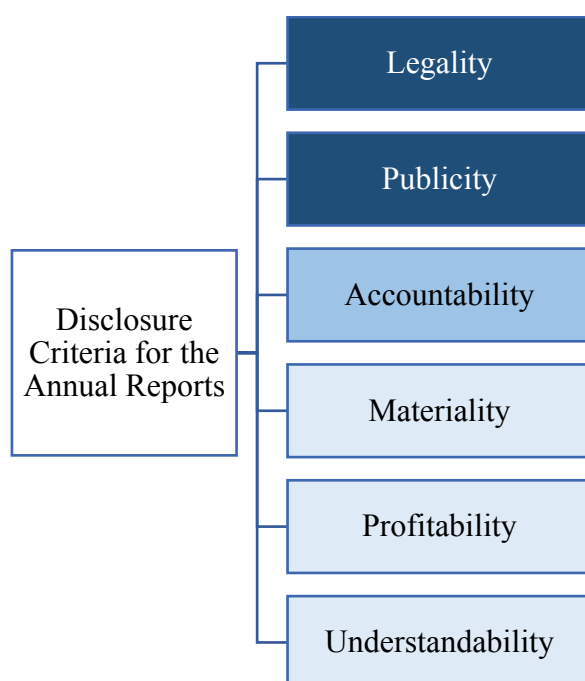 Legality
Publicity
Disclosure
Criteria for the
Annual Reports
Accountability
Materiality
Profitability
Understandability